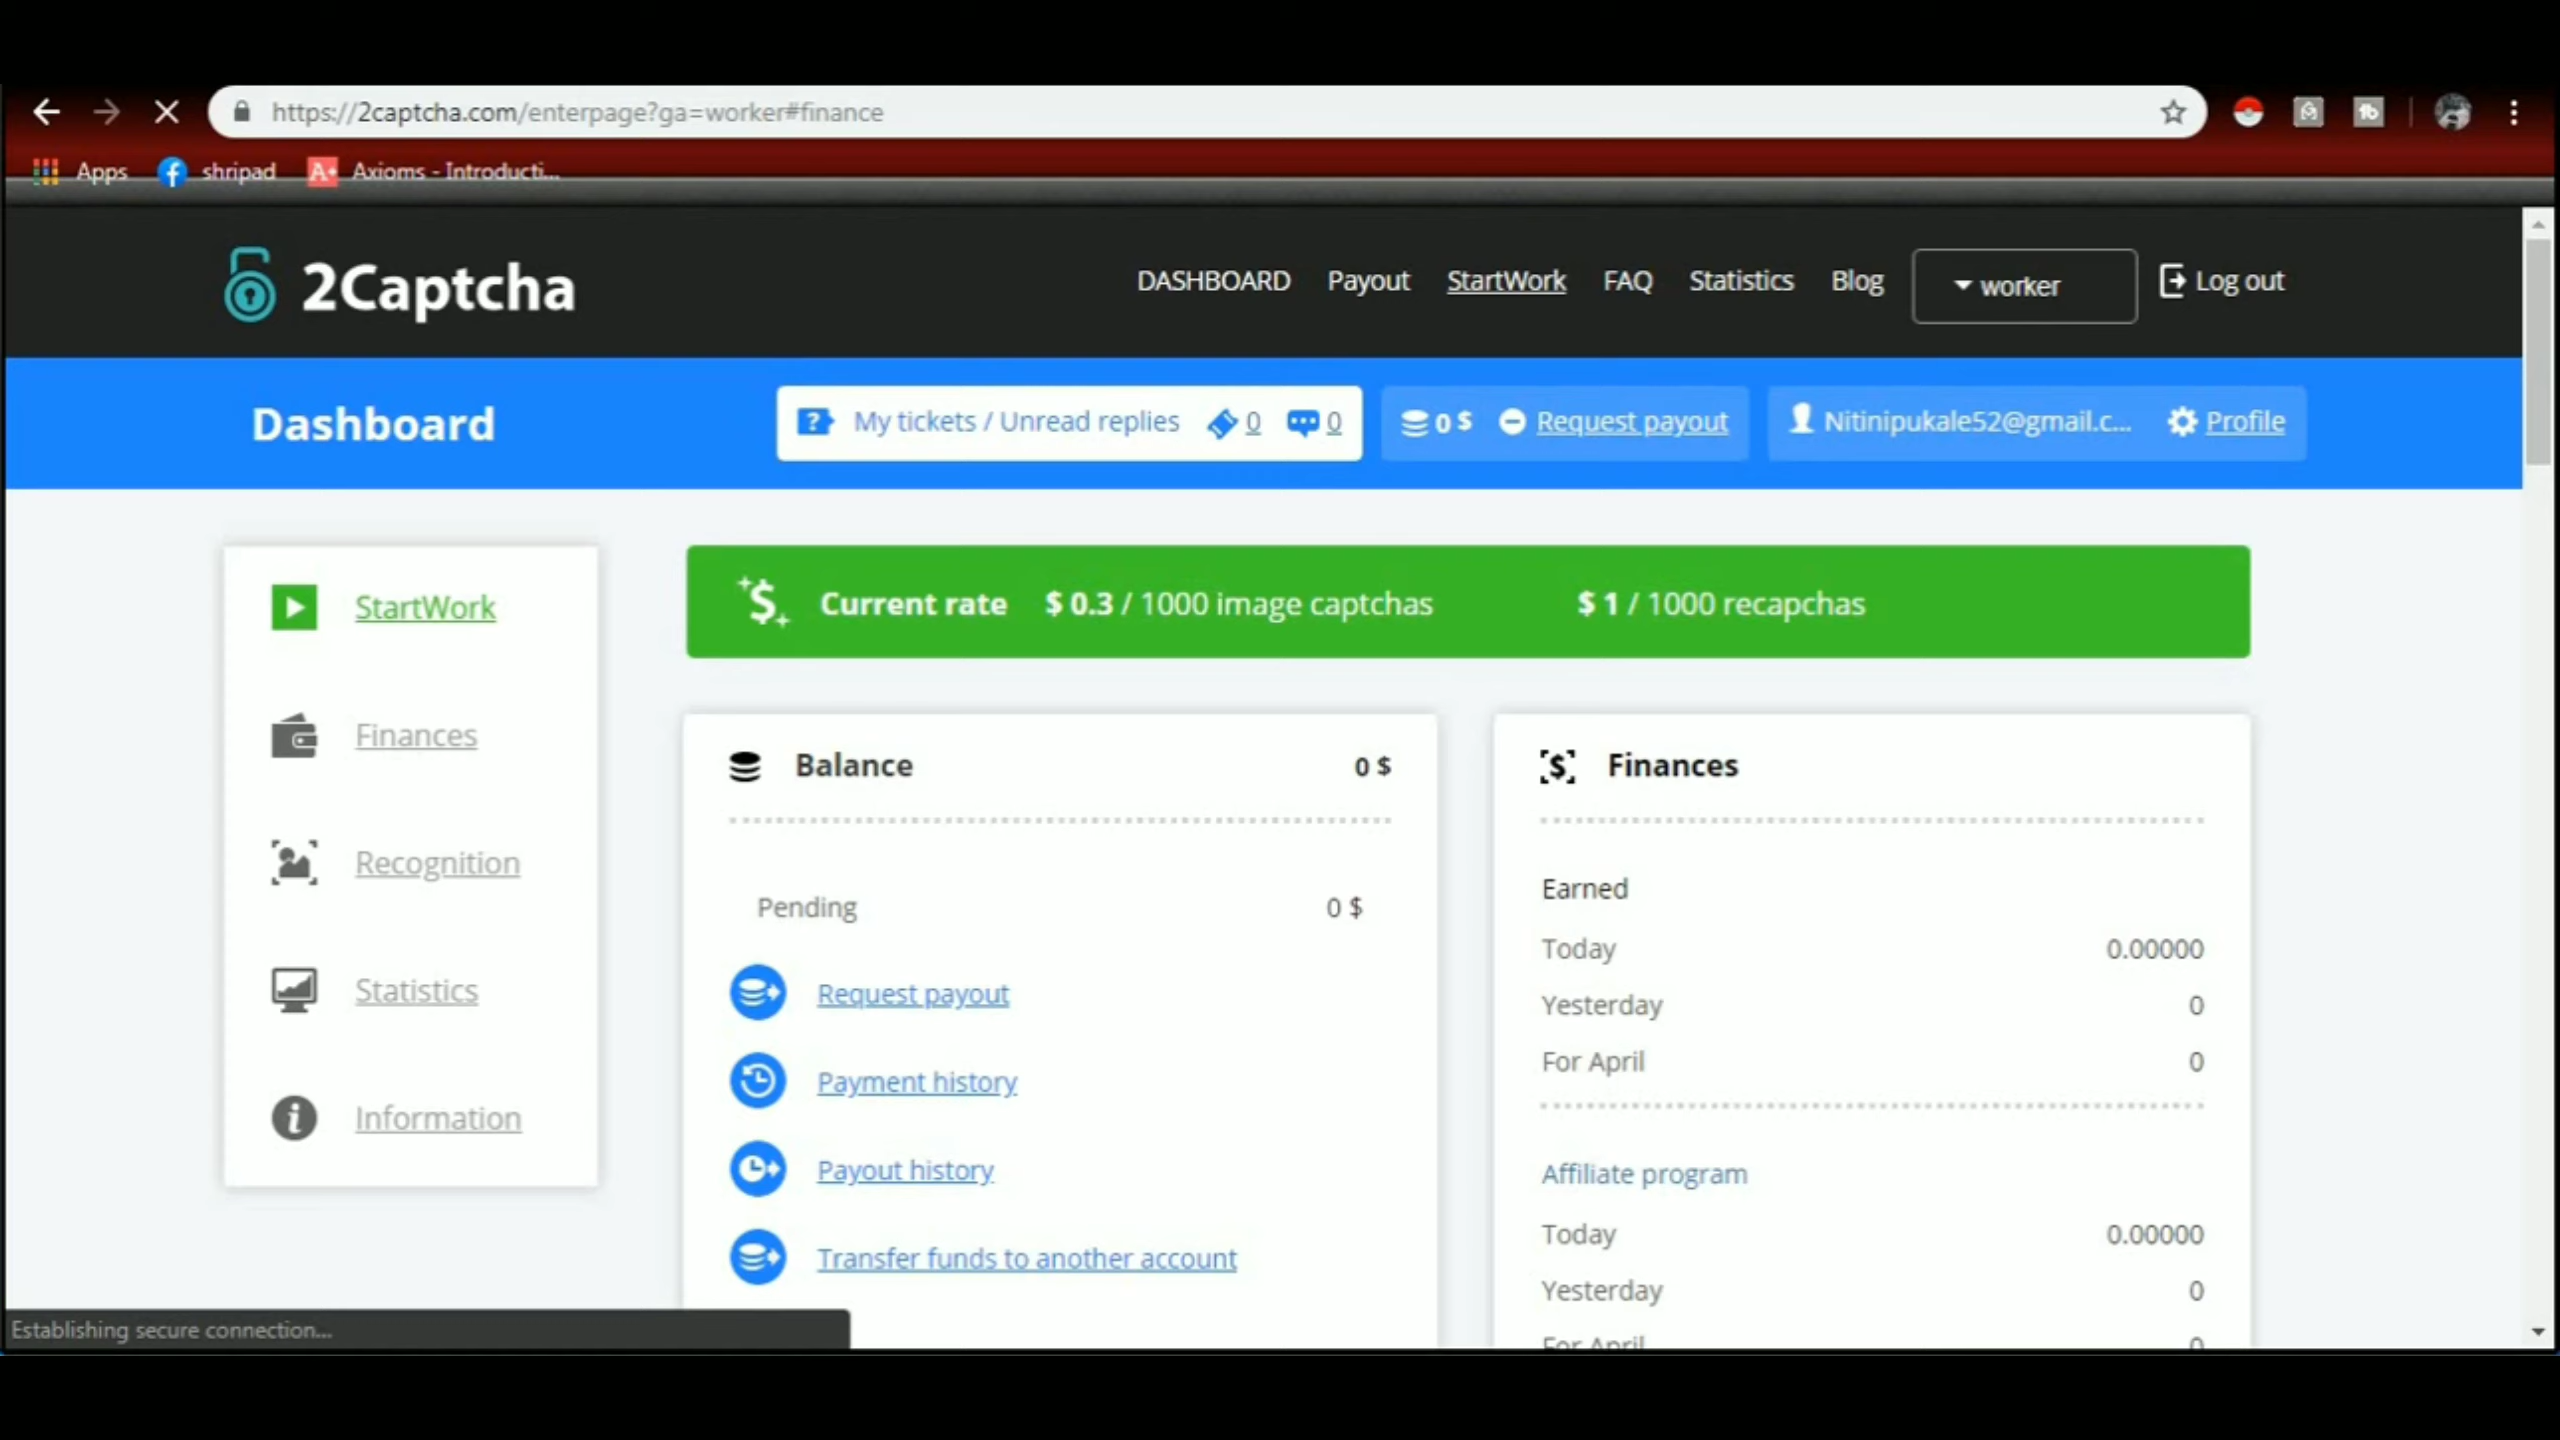 https://2captcha.com/enterpage?ga=worker#finance
Apps shripad A+ Axioms - Introducti...
2Captcha DASHBOARD Payout StartWork FAQ Statistics Blog worker Log out
Dashboard ? My tickets / Unread replies 0 0 0 $ Request payout Nitinipukale52@gmail.c... Profile
StartWork
Finances
Recognition
Statistics
Information
Current rate $ 0.3 / 1000 image captchas $ 1 / 1000 recapchas
Balance 0 $
Pending 0 $
Request payout
Payment history
Payout history
Transfer funds to another account
Finances
Earned
Today 0.00000
Yesterday 0
For April 0
Affiliate program
Today 0.00000
Yesterday 0
For April 0
Establishing secure connection...